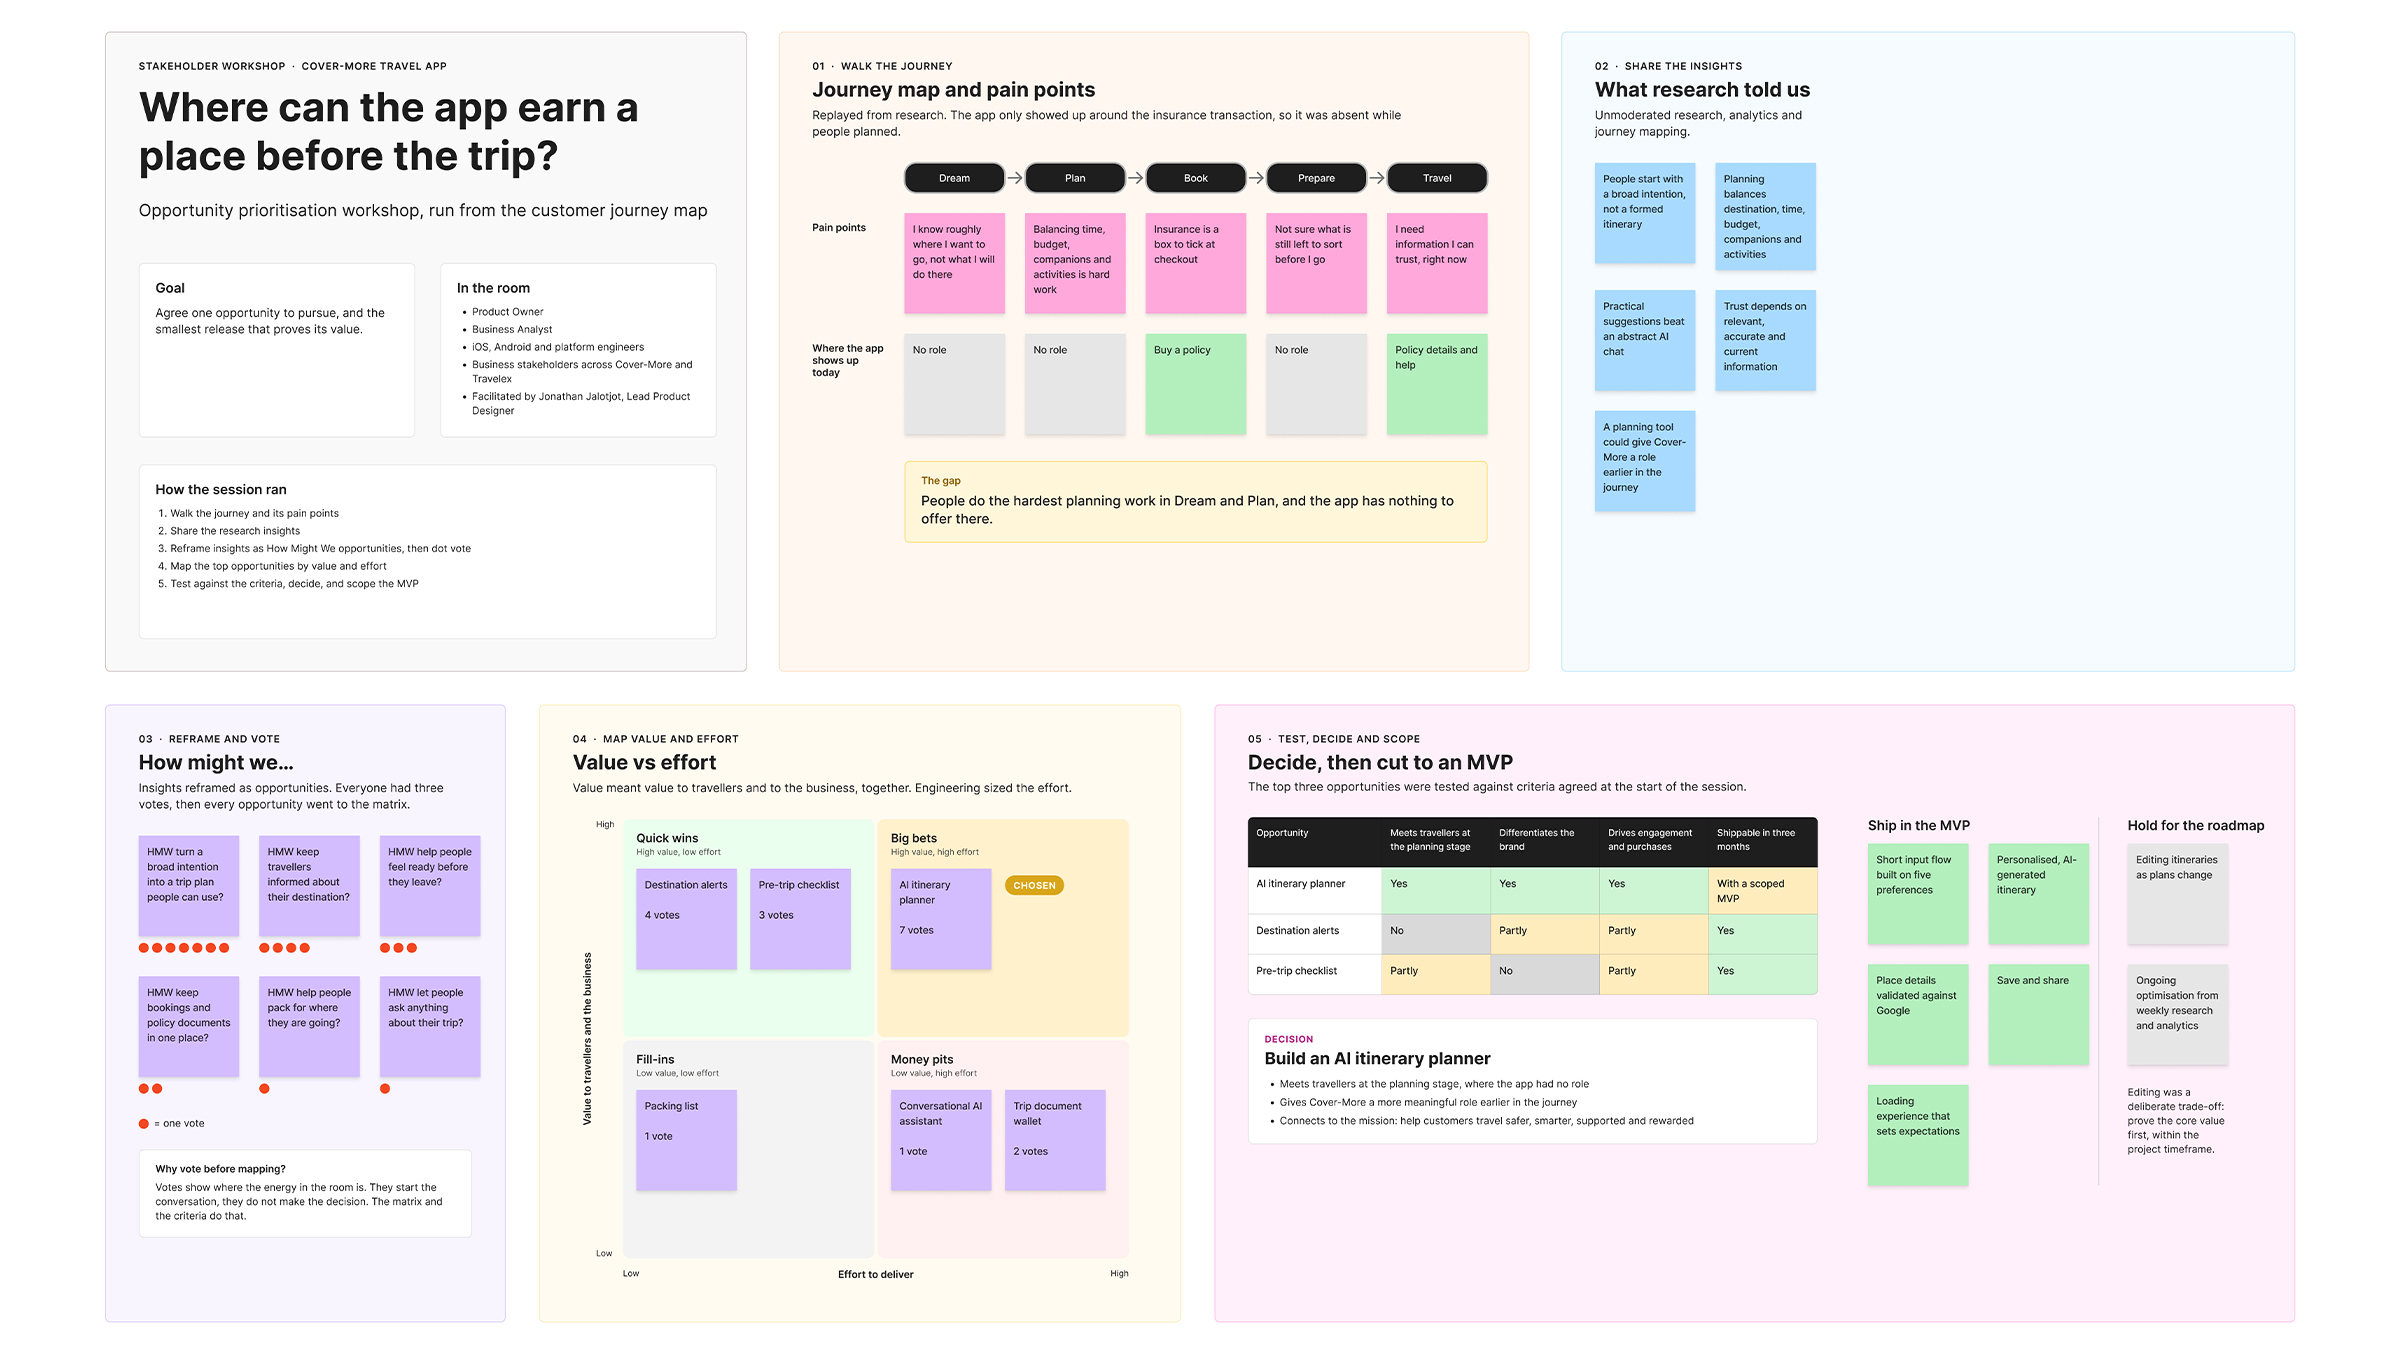 STAKEHOLDER WORKSHOP · COVER-MORE TRAVEL APP
Where can the app earn a
place before the trip?
Opportunity prioritisation workshop, run from the customer journey map
Goal
Agree one opportunity to pursue, and the
smallest release that proves its value.
In the room
• Product Owner
• Business Analyst
• iOS, Android and platform engineers
• Business stakeholders across Cover-More and
Travelex
• Facilitated by Jonathan Jalotjot, Lead Product
Designer
How the session ran
1. Walk the journey and its pain points
2. Share the research insights
3. Reframe insights as How Might We opportunities, then dot vote
4. Map the top opportunities by value and effort
5. Test against the criteria, decide, and scope the MVP
01 · WALK THE JOURNEY
Journey map and pain points
Replayed from research. The app only showed up around the insurance transaction, so it was absent while
people planned.
Dream
Plan
Book
Prepare
Travel
Pain points
I know roughly
where I want to
go, not what I will
do there
Balancing time,
budget,
companions and
activities is hard
work
Insurance is a
box to tick at
checkout
Not sure what is
still left to sort
before I go
I need
information I can
trust, right now
Where the app
shows up
today
No role
No role
Buy a policy
No role
Policy details and
help
The gap
People do the hardest planning work in Dream and Plan, and the app has nothing to
offer there.
02 · SHARE THE INSIGHTS
What research told us
Unmoderated research, analytics and
journey mapping.
People start with
a broad intention,
not a formed
itinerary
Planning
balances
destination, time,
budget,
companions and
activities
Practical
suggestions beat
an abstract AI
chat
Trust depends on
relevant,
accurate and
current
information
A planning tool
could give Cover-
More a role
earlier in the
journey
03 · REFRAME AND VOTE
How might we...
Insights reframed as opportunities. Everyone had three
votes, then every opportunity went to the matrix.
HMW turn a
broad intention
into a trip plan
people can use?
HMW keep
travellers
informed about
their destination?
HMW help people
feel ready before
they leave?
HMW keep
bookings and
policy documents
in one place?
HMW help people
pack for where
they are going?
HMW let people
ask anything
about their trip?
= one vote
Why vote before mapping?
Votes show where the energy in the room is. They start the
conversation, they do not make the decision. The matrix and
the criteria do that.
04 · MAP VALUE AND EFFORT
Value vs effort
Value meant value to travellers and to the business, together. Engineering sized the effort.
High
Value to travellers and the business
Low
Quick wins
High value, low effort
Destination alerts
4 votes
Pre-trip checklist
3 votes
Big bets
High value, high effort
AI itinerary
planner
7 votes
CHOSEN
Fill-ins
Low value, low effort
Packing list
1 vote
Money pits
Low value, high effort
Conversational AI
assistant
1 vote
Trip document
wallet
2 votes
Low
Effort to deliver
High
05 · TEST, DECIDE AND SCOPE
Decide, then cut to an MVP
The top three opportunities were tested against criteria agreed at the start of the session.
Opportunity
Meets travellers at
the planning stage
Differentiates the
brand
Drives engagement
and purchases
Shippable in three
months
AI itinerary planner
Yes
Yes
Yes
With a scoped
MVP
Destination alerts
No
Partly
Partly
Yes
Pre-trip checklist
Partly
No
Partly
Yes
DECISION
Build an AI itinerary planner
• Meets travellers at the planning stage, where the app had no role
• Gives Cover-More a more meaningful role earlier in the journey
• Connects to the mission: help customers travel safer, smarter, supported and rewarded
Ship in the MVP
Short input flow
built on five
preferences
Personalised, AI-
generated
itinerary
Place details
validated against
Google
Save and share
Loading
experience that
sets expectations
Hold for the roadmap
Editing itineraries
as plans change
Ongoing
optimisation from
weekly research
and analytics
Editing was a
deliberate trade-off:
prove the core value
first, within the
project timeframe.